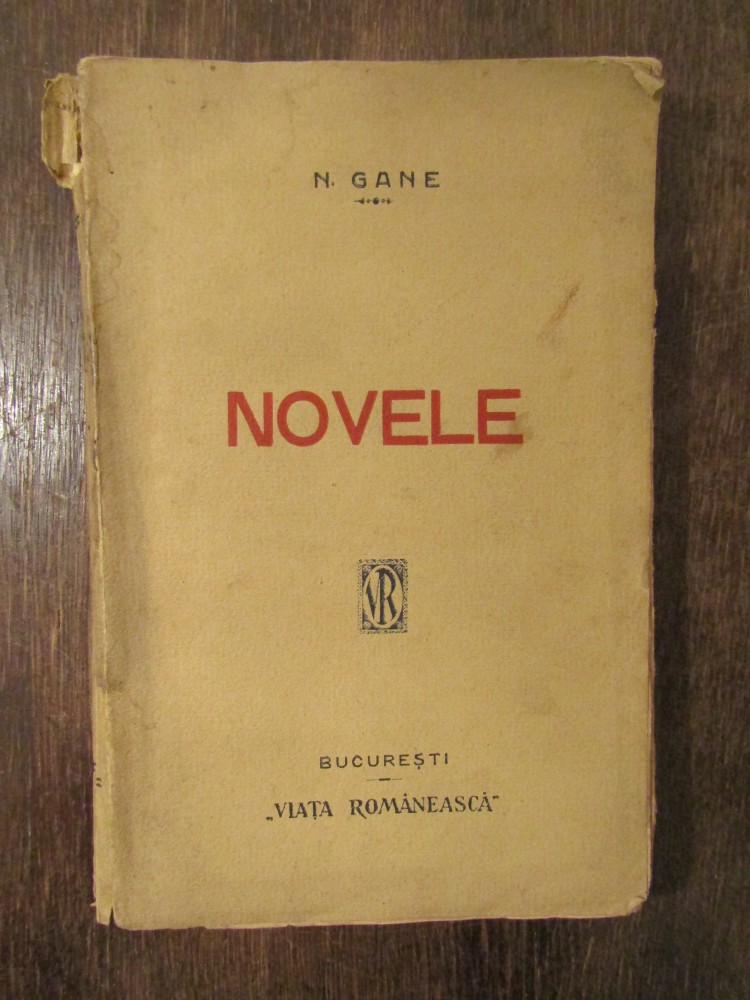 N. GANE
NOVELE
VR
BUCUREȘTI
„VIAȚA ROMÂNEASCĂ"